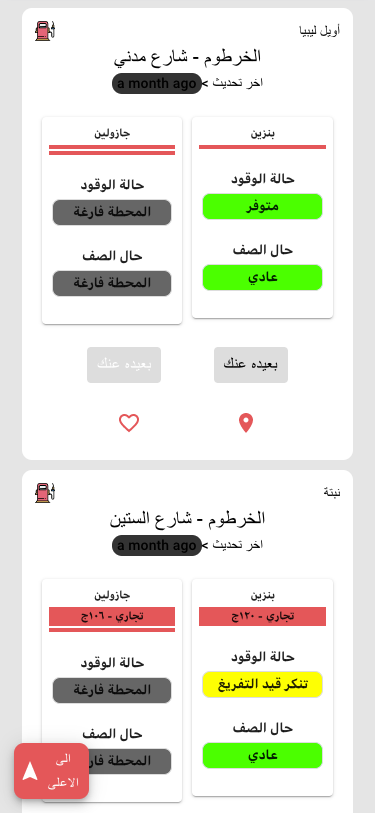 أويل ليبيا
الخرطوم - شارع مدني
اخر تحديث > a month ago
بنزين
حالة الوقود
متوفر
حال الصف
عادي
جازولين
حالة الوقود
المحطة فارغة
حال الصف
المحطة فارغة
بعيده عنك
بعيده عنك
نبتة
الخرطوم - شارع الستين
اخر تحديث > a month ago
بنزين
تجاري - ١٢٠ج
حالة الوقود
تنكر قيد التفريغ
حال الصف
عادي
جازولين
تجاري - ١٠٦ج
حالة الوقود
المحطة فارغة
حال الصف
المحطة فارغة
الى
الاعلى